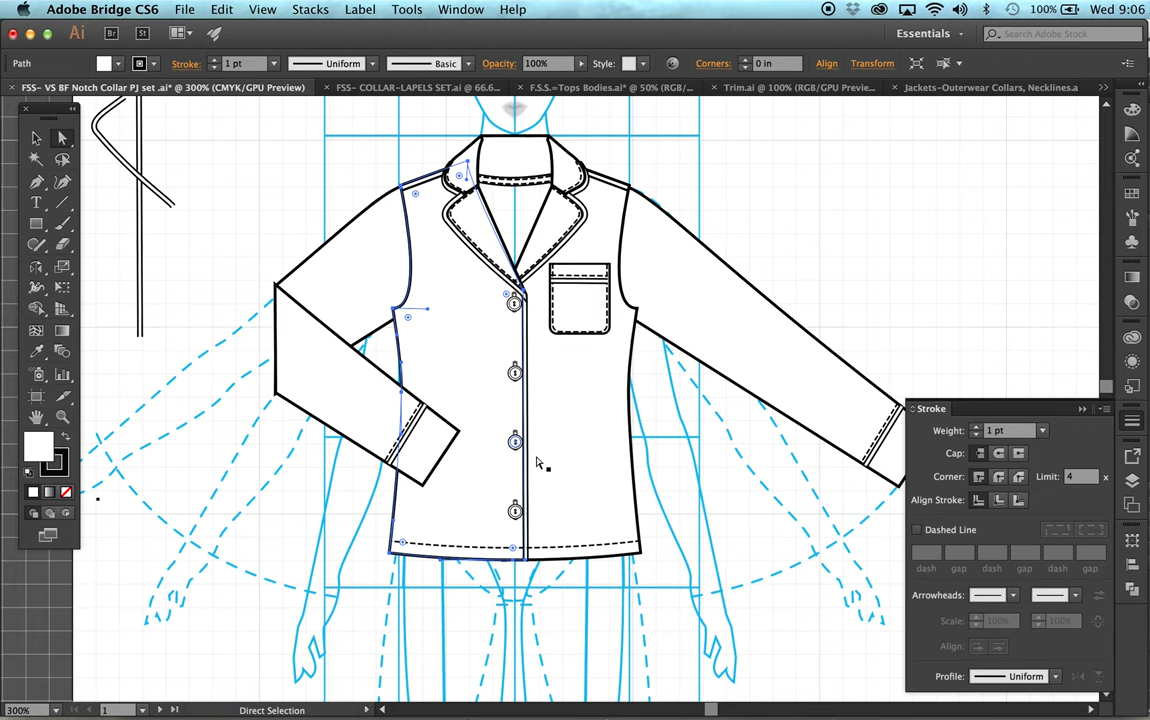 Adobe Bridge CS6 File Edit View Stacks Label Tools Window Help 100% Wed 9:06
Ai Br St Essentials Search Adobe Stock
Path Stroke: 1 pt Uniform Basic Opacity: 100% Style: Corners: 0 in Align Transform
× FSS- VS BF Notch Collar PJ set .ai* @ 300% (CMYK/GPU Preview) × FSS- COLLAR-LAPELS SET.ai @ 66.6... × F.S.S.=Tops Bodies.ai* @ 50% (RGB/... × Trim.ai @ 100% (RGB/GPU Previe... × Jackets-Outerwear Collars, Necklines.a
Stroke
Weight: 1 pt
Cap:
Corner: Limit: 4 x
Align Stroke:
Dashed Line
dash gap dash gap dash gap
Arrowheads:
Scale: 100% 100%
Align:
Profile: Uniform
300% 1 Direct Selection